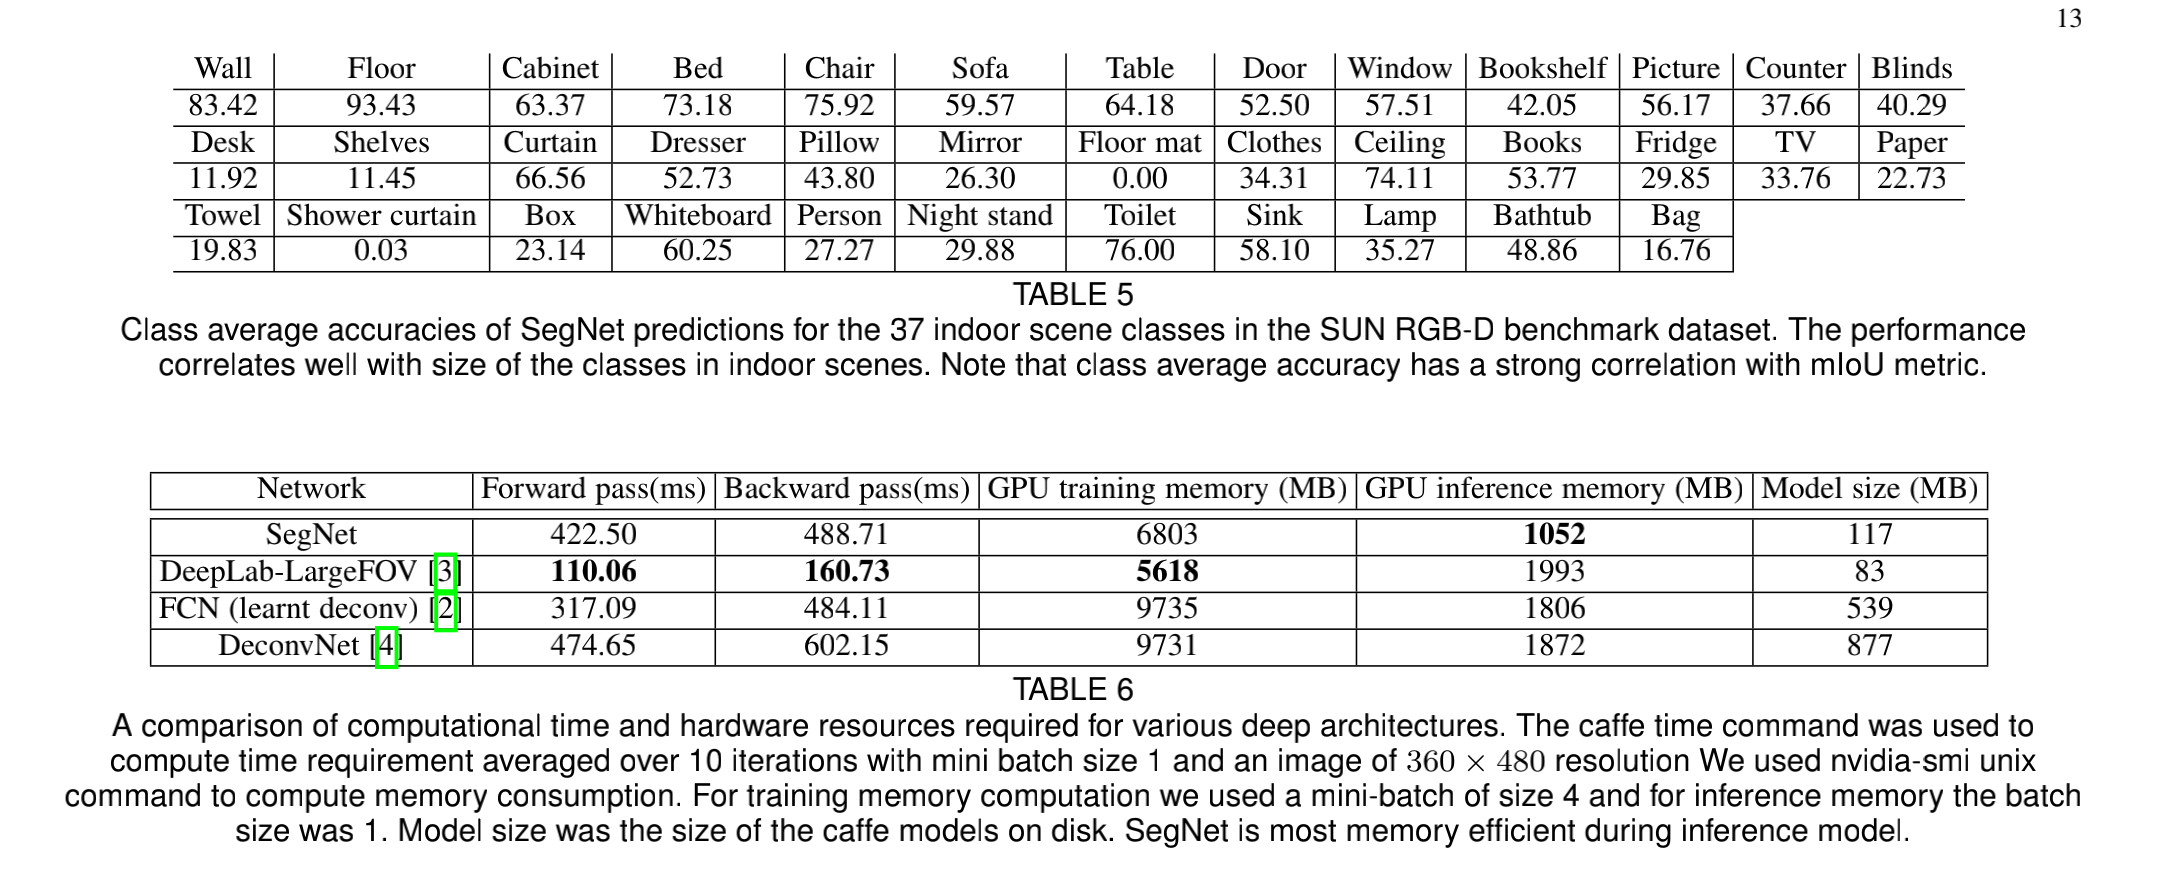 13
Wall Floor Cabinet Bed Chair Sofa Table Door Window Bookshelf Picture Counter Blinds
83.42 93.43 63.37 73.18 75.92 59.57 64.18 52.50 57.51 42.05 56.17 37.66 40.29
Desk Shelves Curtain Dresser Pillow Mirror Floor mat Clothes Ceiling Books Fridge TV Paper
11.92 11.45 66.56 52.73 43.80 26.30 0.00 34.31 74.11 53.77 29.85 33.76 22.73
Towel Shower curtain Box Whiteboard Person Night stand Toilet Sink Lamp Bathtub Bag
19.83 0.03 23.14 60.25 27.27 29.88 76.00 58.10 35.27 48.86 16.76
TABLE 5
Class average accuracies of SegNet predictions for the 37 indoor scene classes in the SUN RGB-D benchmark dataset. The performance
correlates well with size of the classes in indoor scenes. Note that class average accuracy has a strong correlation with mIoU metric.
Network Forward pass(ms) Backward pass(ms) GPU training memory (MB) GPU inference memory (MB) Model size (MB)
SegNet 422.50 488.71 6803 1052 117
DeepLab-LargeFOV [3] 110.06 160.73 5618 1993 83
FCN (learnt deconv) [2] 317.09 484.11 9735 1806 539
DeconvNet [4] 474.65 602.15 9731 1872 877
TABLE 6
A comparison of computational time and hardware resources required for various deep architectures. The caffe time command was used to
compute time requirement averaged over 10 iterations with mini batch size 1 and an image of 360 × 480 resolution We used nvidia-smi unix
command to compute memory consumption. For training memory computation we used a mini-batch of size 4 and for inference memory the batch
size was 1. Model size was the size of the caffe models on disk. SegNet is most memory efficient during inference model.